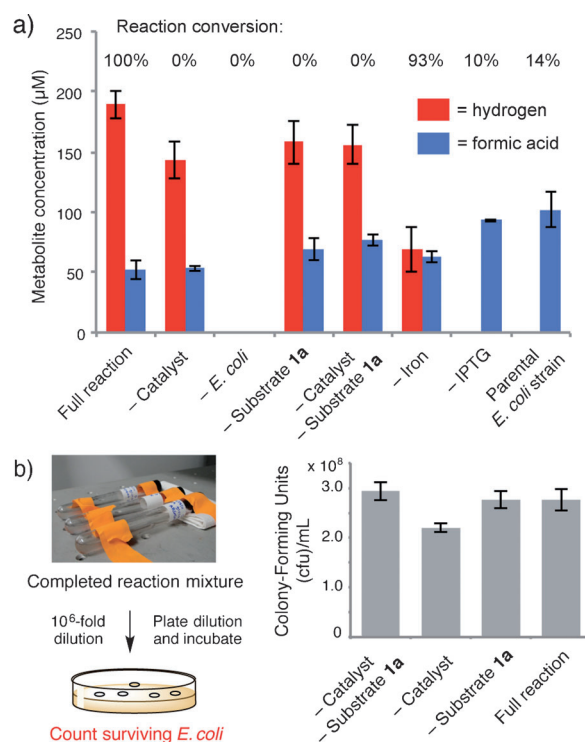 a)
Reaction conversion:
100% 0% 0% 0% 0% 93% 10% 14%
Metabolite concentration (µM)
250
200
150
100
50
0
= hydrogen
= formic acid
Full reaction
– Catalyst
– E. coli
– Substrate 1a
– Catalyst
– Substrate 1a
– Iron
– IPTG
Parental
E. coli strain
b)
Completed reaction mixture
10⁶-fold
dilution
Plate dilution
and incubate
Count surviving E. coli
Colony-Forming Units
(cfu)/mL
x 10⁸
3.0
2.0
1.0
0
– Catalyst
– Substrate 1a
– Catalyst
– Substrate 1a
Full reaction